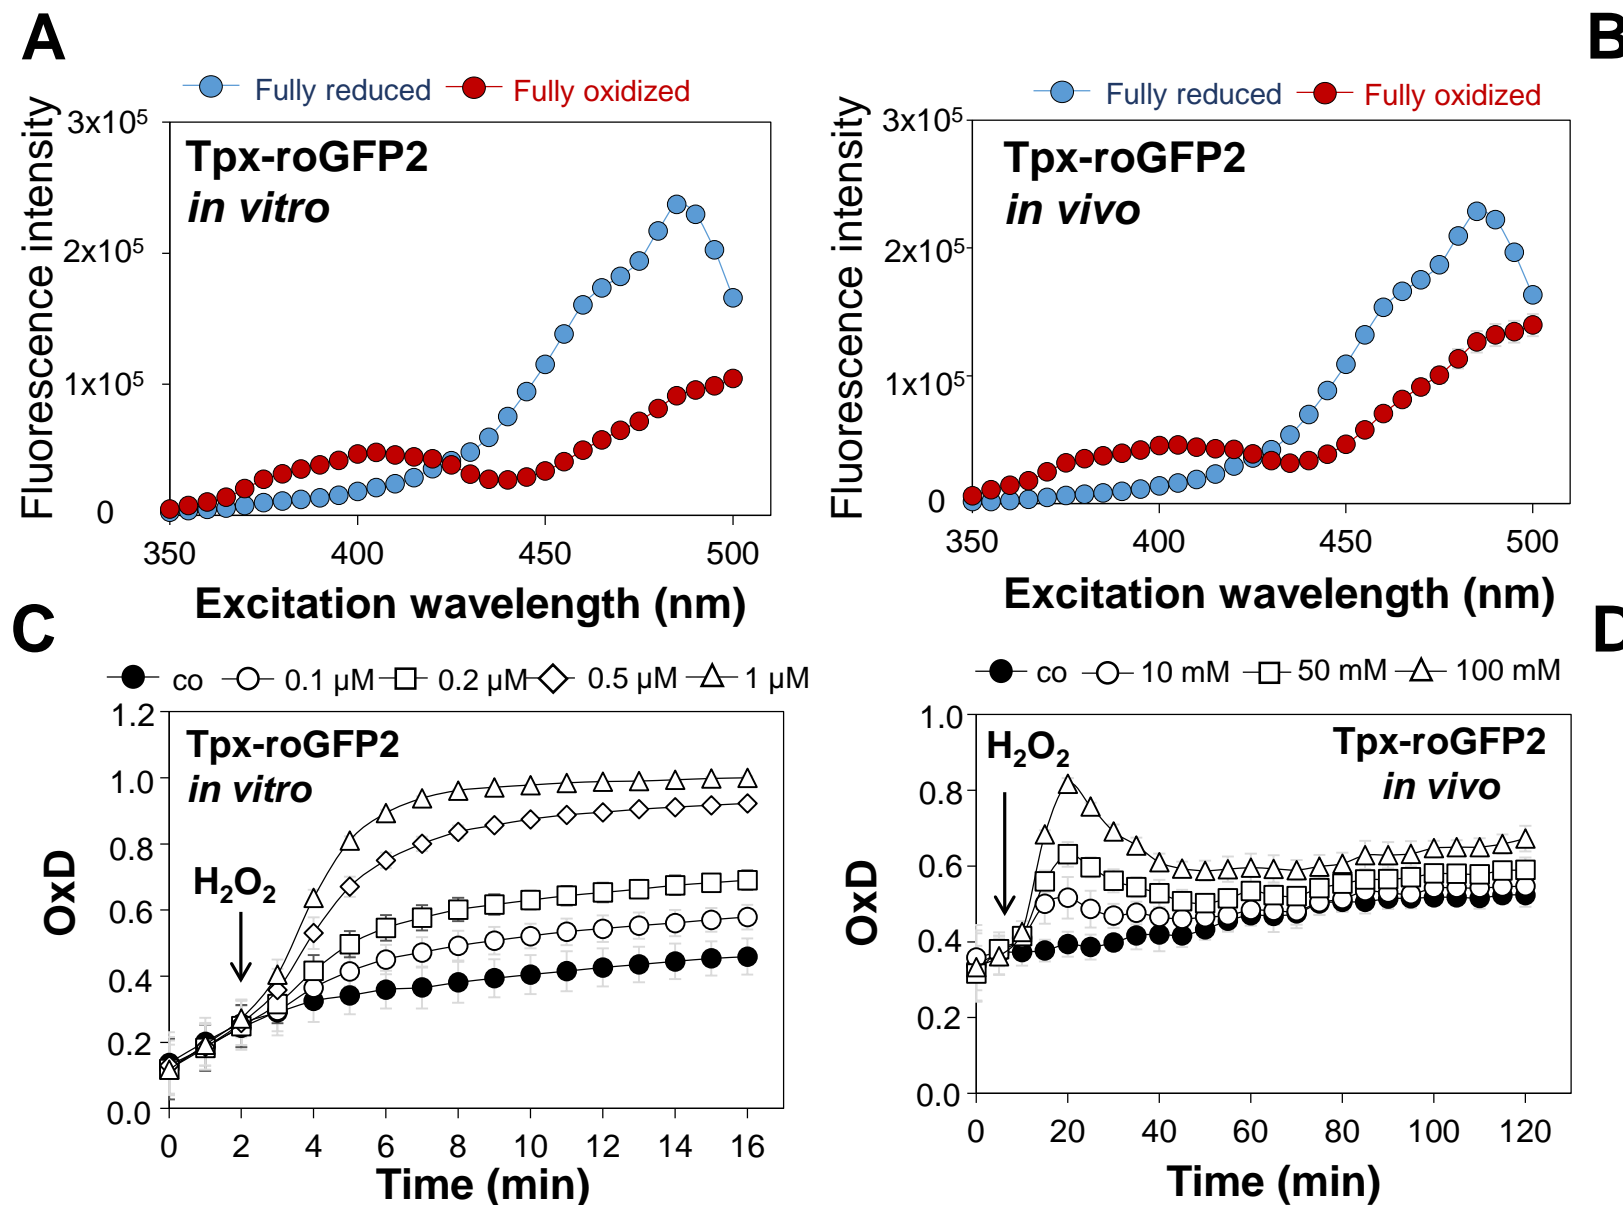 A
B
Fully reduced
Fully oxidized
Fully reduced
Fully oxidized
Fluorescence intensity
3x10⁵
2x10⁵
1x10⁵
0
Tpx-roGFP2
in vitro
350
400
450
500
Excitation wavelength (nm)
Fluorescence intensity
3x10⁵
2x10⁵
1x10⁵
0
Tpx-roGFP2
in vivo
350
400
450
500
Excitation wavelength (nm)
C
D
co
0.1 µM
0.2 µM
0.5 µM
1 µM
OxD
1.2
1.0
0.8
0.6
0.4
0.2
0.0
Tpx-roGFP2
in vitro
H₂O₂
0
2
4
6
8
10
12
14
16
Time (min)
co
10 mM
50 mM
100 mM
OxD
1.0
0.8
0.6
0.4
0.2
0.0
H₂O₂
Tpx-roGFP2
in vivo
0
20
40
60
80
100
120
Time (min)